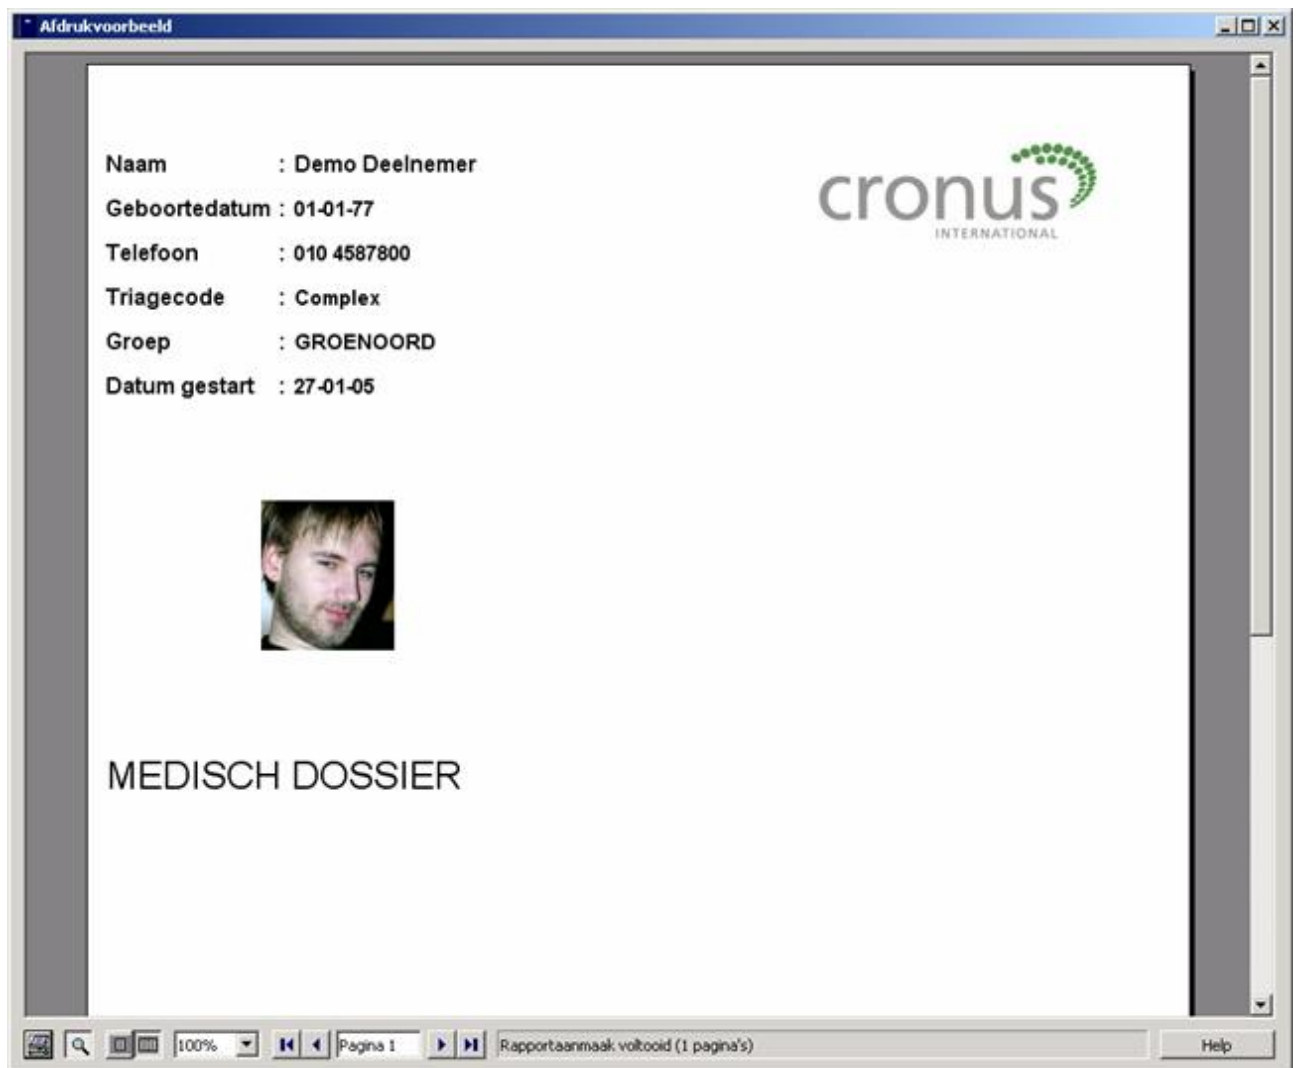 Afdrukvoorbeeld
Naam : Demo Deelnemer
Geboortedatum : 01-01-77
Telefoon : 010 4587800
Triagecode : Complex
Groep : GROENOORD
Datum gestart : 27-01-05
cronus
INTERNATIONAL
MEDISCH DOSSIER
100% Pagina 1 Rapportaanmaak voltooid (1 pagina's) Help